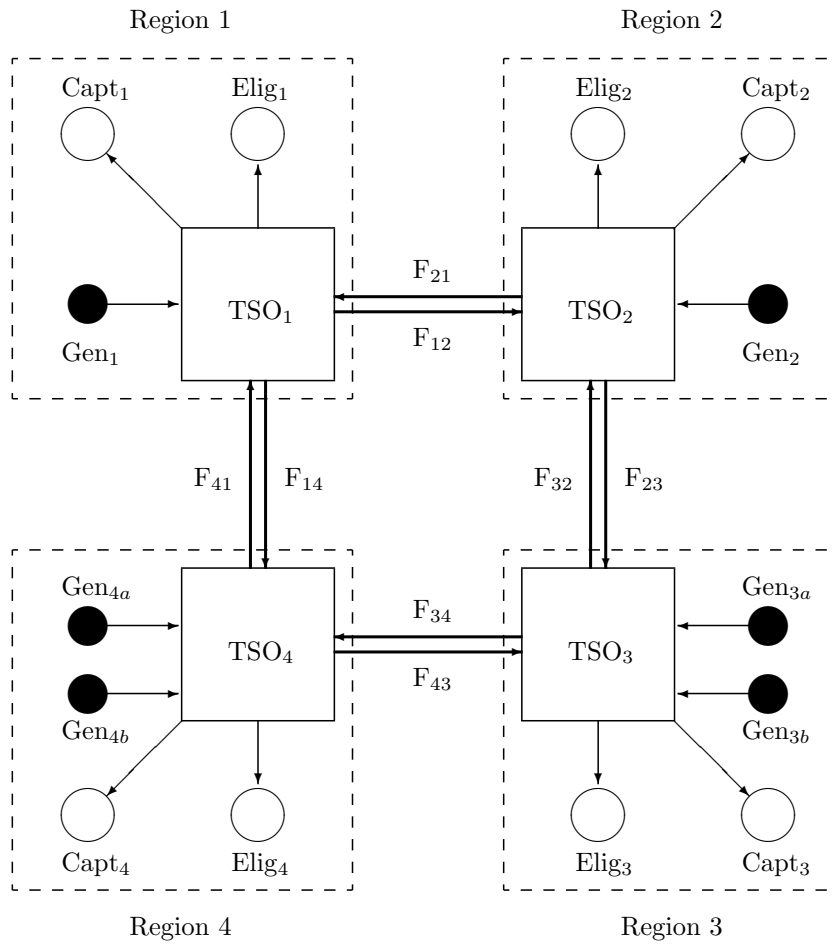 Region 1
Region 2
Capt₁
Elig₁
Elig₂
Capt₂
TSO₁
F₂₁
F₁₂
TSO₂
Gen₁
Gen₂
F₄₁
F₁₄
F₃₂
F₂₃
Gen₄ₐ
Gen₃ₐ
TSO₄
F₃₄
F₄₃
TSO₃
Gen₄b
Gen₃b
Capt₄
Elig₄
Elig₃
Capt₃
Region 4
Region 3